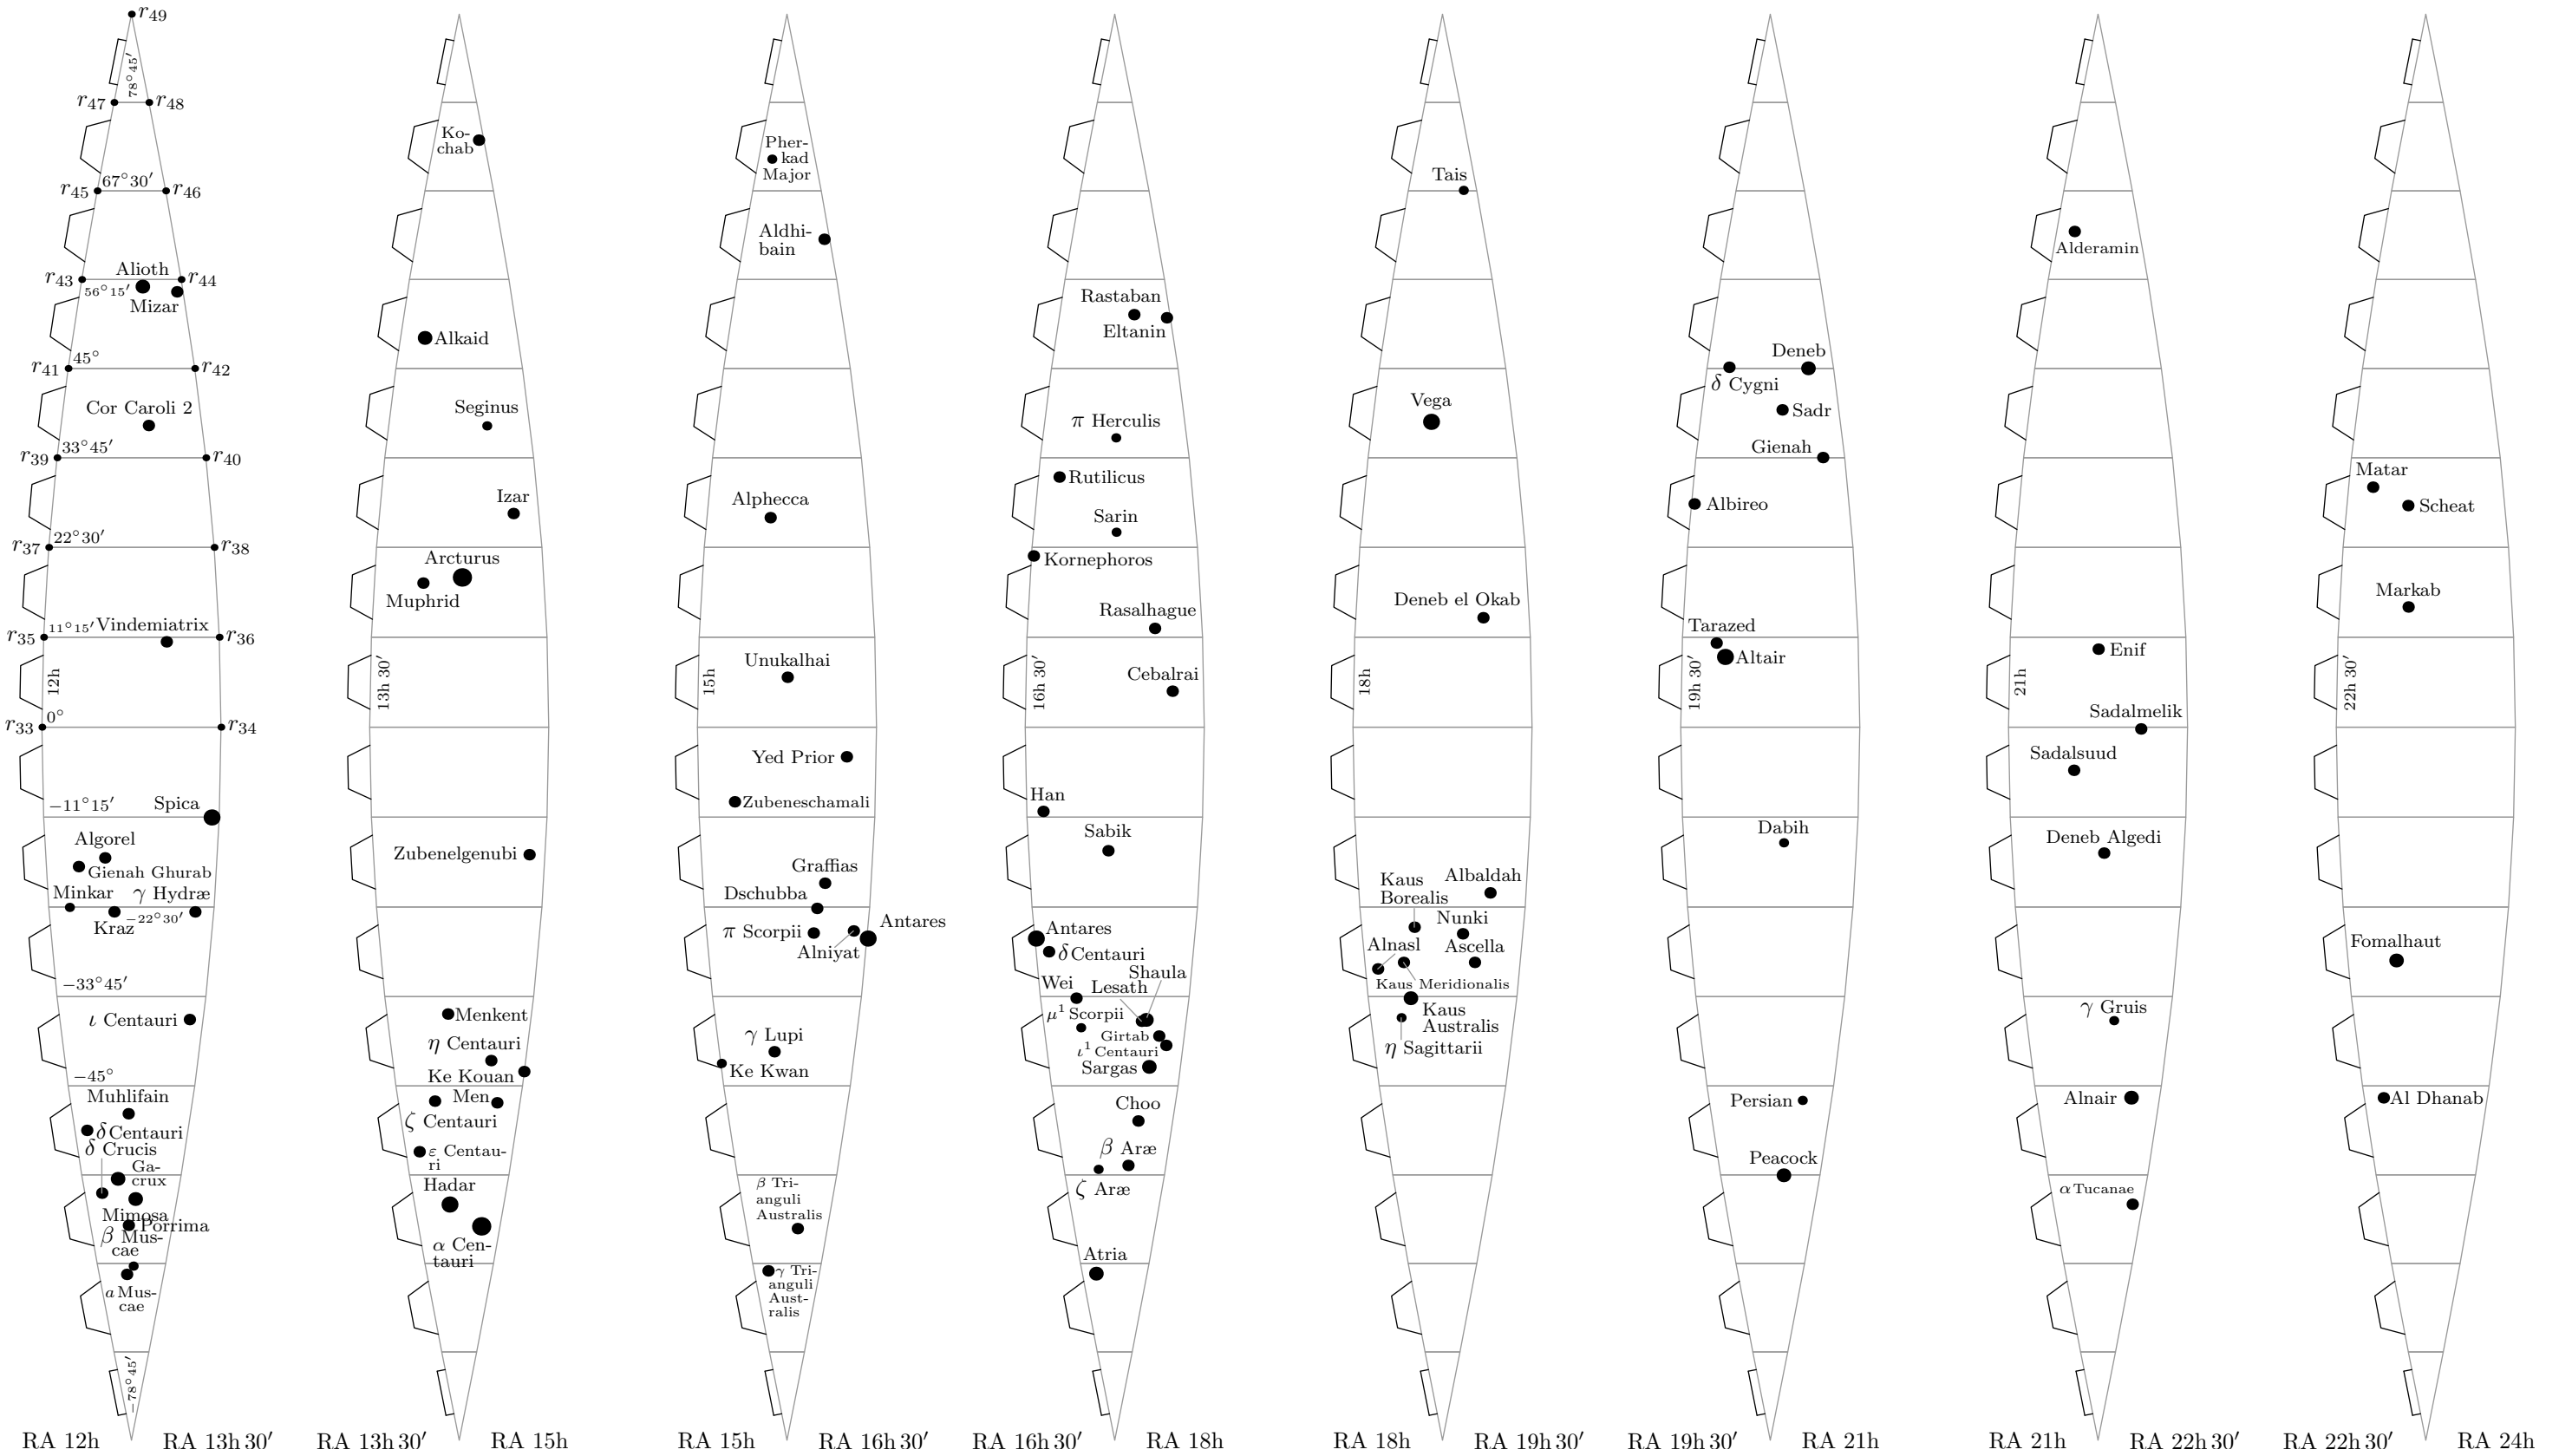 r49
78°45′
r47 r48
r45 67°30′ r46
Alioth
r43 56°15′ r44
Mizar
r41 45° r42
Cor Caroli 2
r39 33°45′ r40
r37 22°30′ r38
r35 11°15′ Vindemiatrix r36
12h
r33 0° r34
−11°15′ Spica
Algorel
Gienah Ghurab
Minkar γ Hydræ
Kraz −22°30′
−33°45′
ι Centauri
−45°
Muhlifain
δ Centauri
δ Crucis
Ga-
crux
Mimosa
Porrima
β Mus-
cae
a Mus-
cae
−78°45′
RA 12h RA 13h 30′
Ko-
chab
Alkaid
Seginus
Izar
Arcturus
Muphrid
13h 30′
Zubenelgenubi
Menkent
η Centauri
Ke Kouan
Men
ζ Centauri
ε Centau-
ri
Hadar
α Cen-
tauri
RA 13h 30′ RA 15h
Pher-
kad
Major
Aldhi-
bain
Alphecca
Unukalhai
15h
Yed Prior
Zubeneschamali
Graffias
Dschubba
Antares
π Scorpii
Alniyat
γ Lupi
Ke Kwan
β Tri-
anguli
Australis
γ Tri-
anguli
Aust-
ralis
RA 15h RA 16h 30′
Rastaban
Eltanin
π Herculis
Rutilicus
Sarin
Kornephoros
Rasalhague
Cebalrai
16h 30′
Han
Sabik
Antares
δ Centauri
Shaula
Wei Lesath
μ1 Scorpii
Girtab
ι1 Centauri
Sargas
Choo
β Aræ
ζ Aræ
Atria
RA 16h 30′ RA 18h
Tais
Vega
Deneb el Okab
18h
Albaldah
Kaus
Borealis
Nunki
Alnasl Ascella
Kaus Meridionalis
Kaus
Australis
η Sagittarii
RA 18h RA 19h 30′
Deneb
δ Cygni
Sadr
Gienah
Albireo
Tarazed
Altair
19h 30′
Dabih
Persian
Peacock
RA 19h 30′ RA 21h
Alderamin
Enif
21h
Sadalmelik
Sadalsuud
Deneb Algedi
γ Gruis
Alnair
α Tucanae
RA 21h RA 22h 30′
Matar
Scheat
Markab
22h 30′
Fomalhaut
Al Dhanab
RA 22h 30′ RA 24h